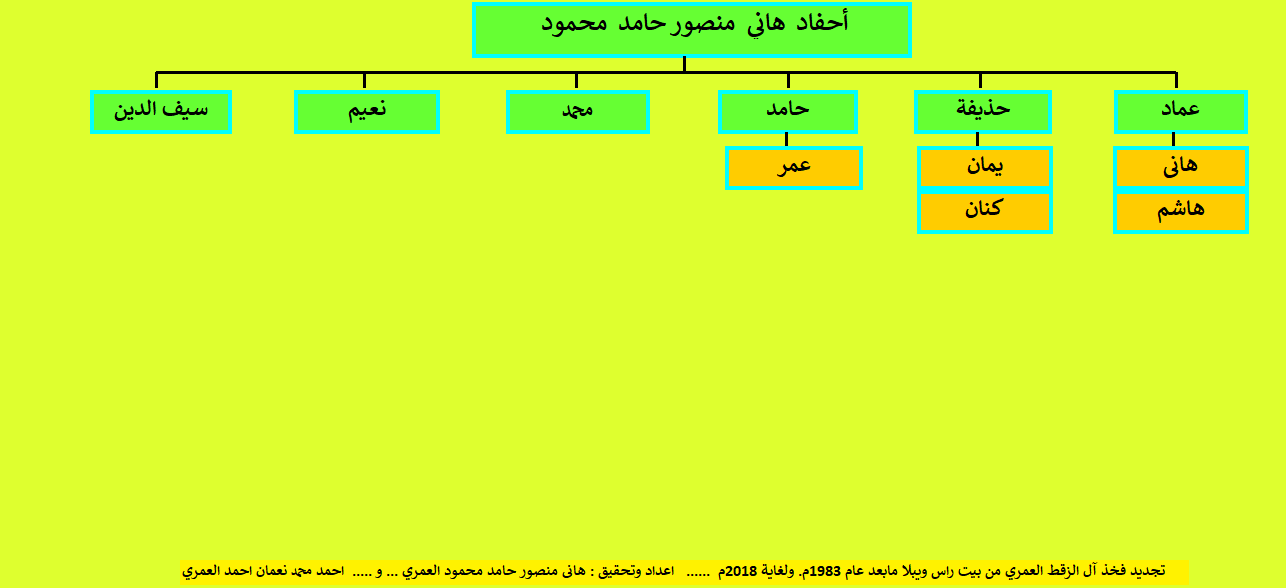 أحفاد هاني منصور حامد محمود
عماد
حذيفة
حامد
محمد
نعيم
سيف الدين
هانى
يمان
عمر
هاشم
كنان
تجديد فخذ آل الزقط العمري من بيت راس ويبلا مابعد عام 1983م. ولغاية 2018م ...... اعداد وتحقيق : هانى منصور حامد محمود العمري ... و ..... احمد محمد نعمان احمد العمري